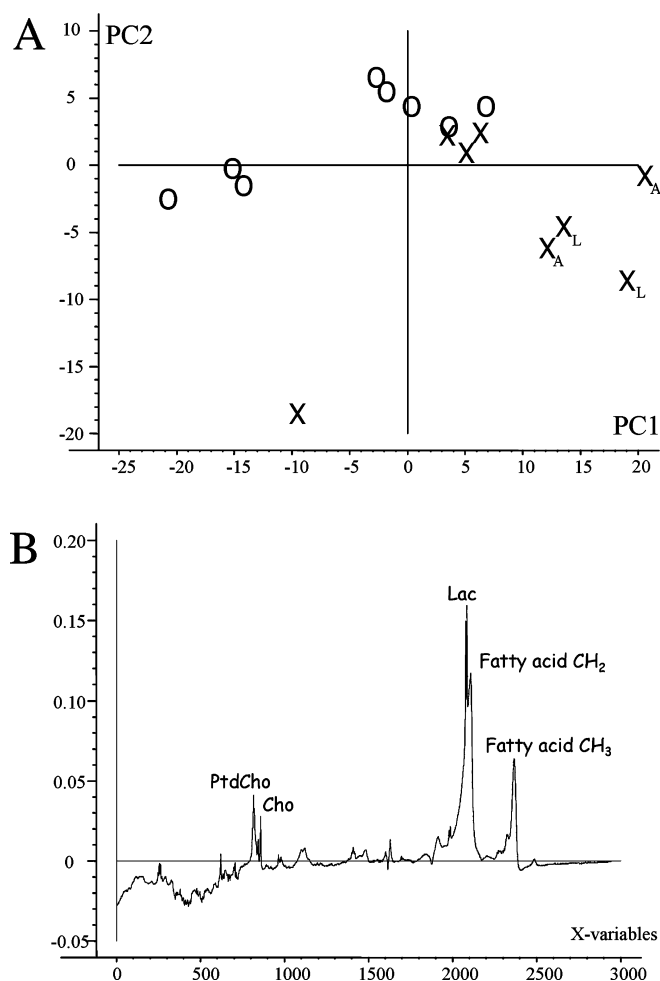 A
PC2
10
5
0
-5
-10
-15
-20
O
O
O
O
O
O
O
O
X
X
X
X A
X L
X A
X L
X
PC1
-25 -20 -15 -10 -5 0 5 10 15 20
B
0.20
0.15
0.10
0.05
0
-0.05
Lac
Fatty acid CH2
Fatty acid CH3
PtdCho
Cho
X-variables
0 500 1000 1500 2000 2500 3000